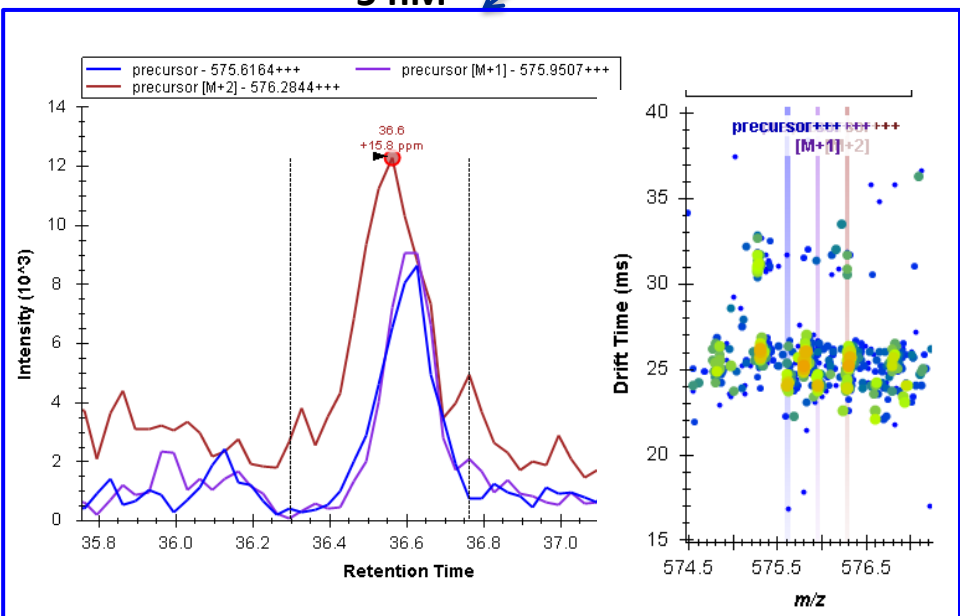 5 nM
precursor - 575.6164+++ precursor [M+1] - 575.9507+++
precursor [M+2] - 576.2844+++
14
12
10
8
6
4
2
0
Intensity (10^3)
36.6
+15.8 ppm
35.8 36.0 36.2 36.4 36.6 36.8 37.0
Retention Time
40
35
30
25
20
15
Drift Time (ms)
precursor+++
[M+1] [M+2]
574.5 575.5 576.5
m/z